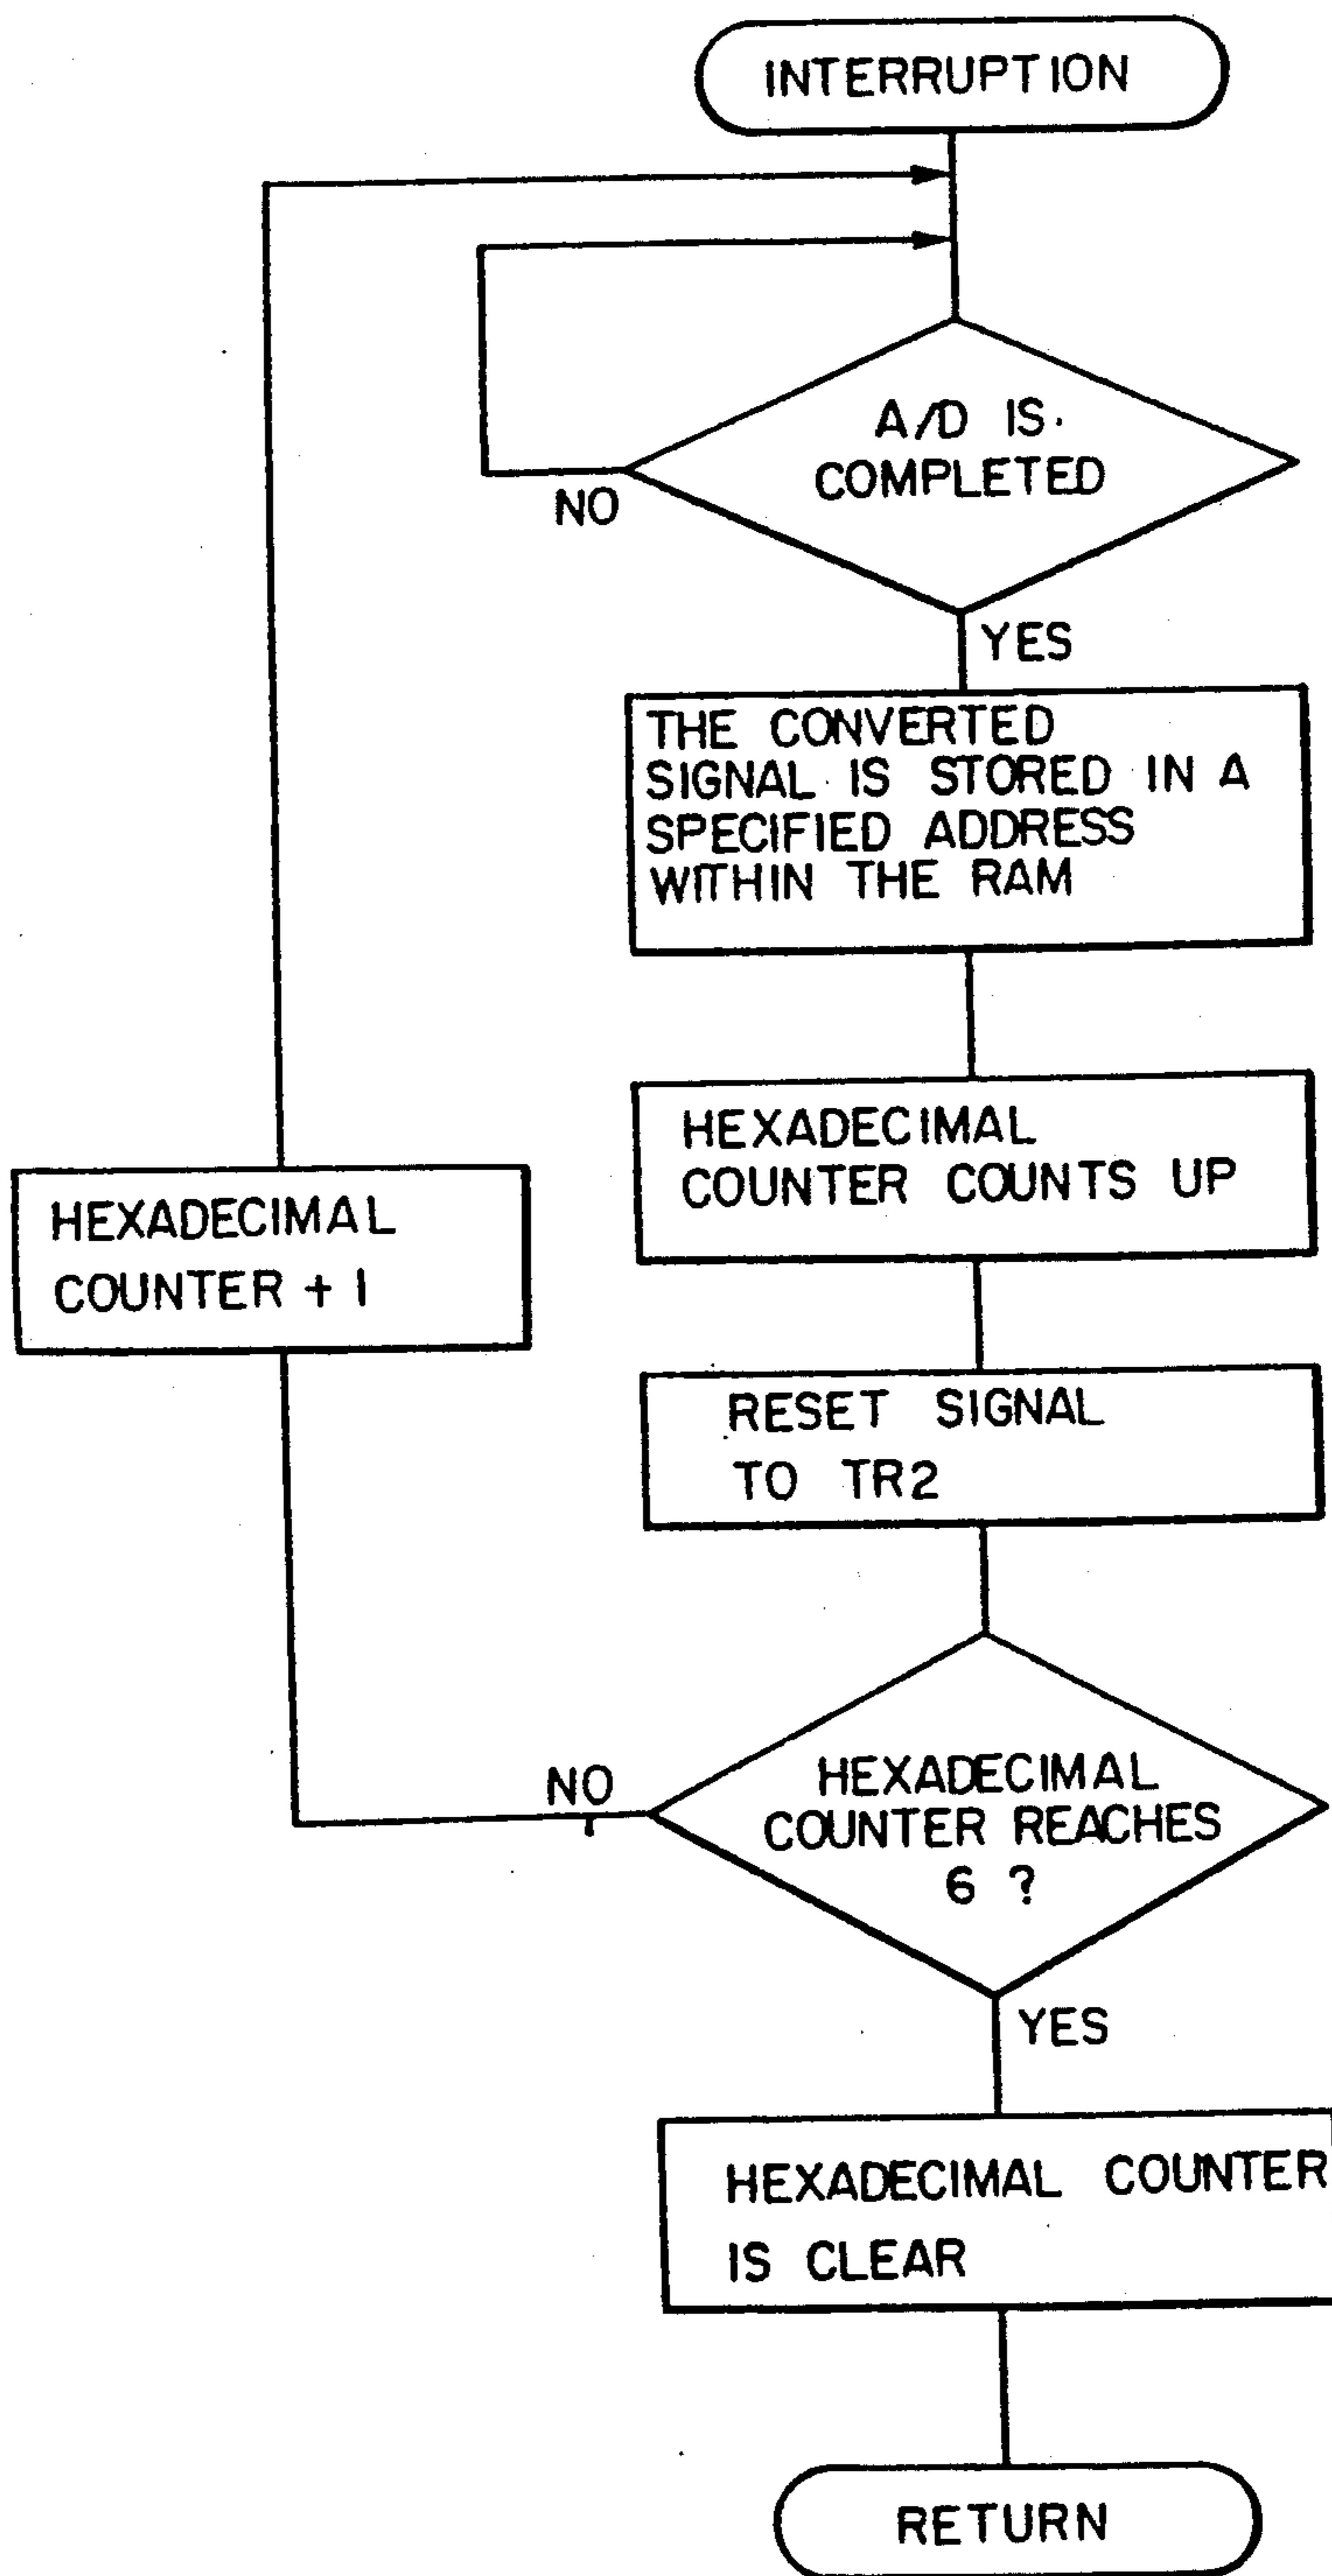 INTERRUPTION
A/D IS
COMPLETED
NO
YES
THE CONVERTED
SIGNAL IS STORED IN A
SPECIFIED ADDRESS
WITHIN THE RAM
HEXADECIMAL
COUNTER COUNTS UP
HEXADECIMAL
COUNTER + 1
RESET SIGNAL
TO TR2
NO
HEXADECIMAL
COUNTER REACHES
6 ?
YES
HEXADECIMAL COUNTER
IS CLEAR
RETURN